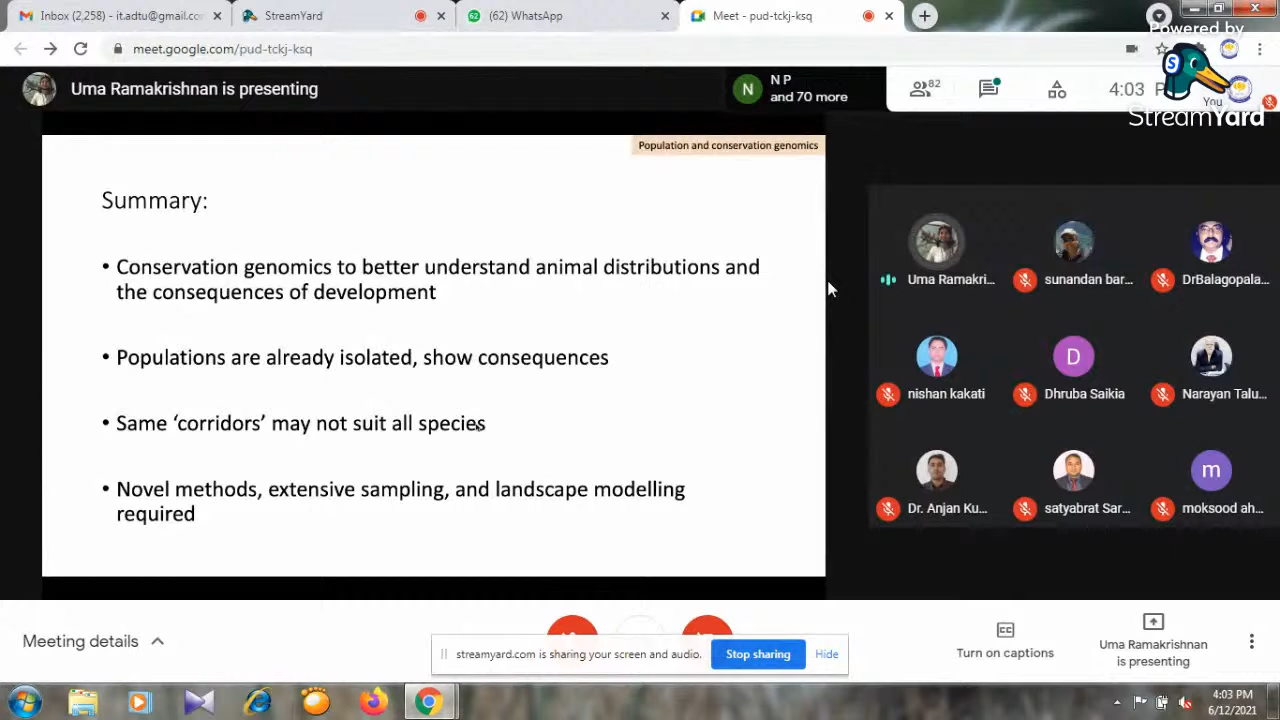 Inbox (2,258) - it.adtu@gmail.co
StreamYard
(62) WhatsApp
Meet - pud-tckj-ksq
Powered by
meet.google.com/pud-tckj-ksq
StreamYard
Uma Ramakrishnan is presenting
N
N P
and 70 more
82
4:03
You
Population and conservation genomics
Summary:
• Conservation genomics to better understand animal distributions and
the consequences of development
• Populations are already isolated, show consequences
• Same ‘corridors’ may not suit all species
• Novel methods, extensive sampling, and landscape modelling
required
Uma Ramakri...
sunandan bar...
DrBalagopala...
D
nishan kakati
Dhruba Saikia
Narayan Talu...
m
Dr. Anjan Ku...
satyabrat Sar...
moksood ah...
Meeting details
streamyard.com is sharing your screen and audio.
Stop sharing
Hide
CC
Turn on captions
Uma Ramakrishnan
is presenting
4:03 PM
6/12/2021